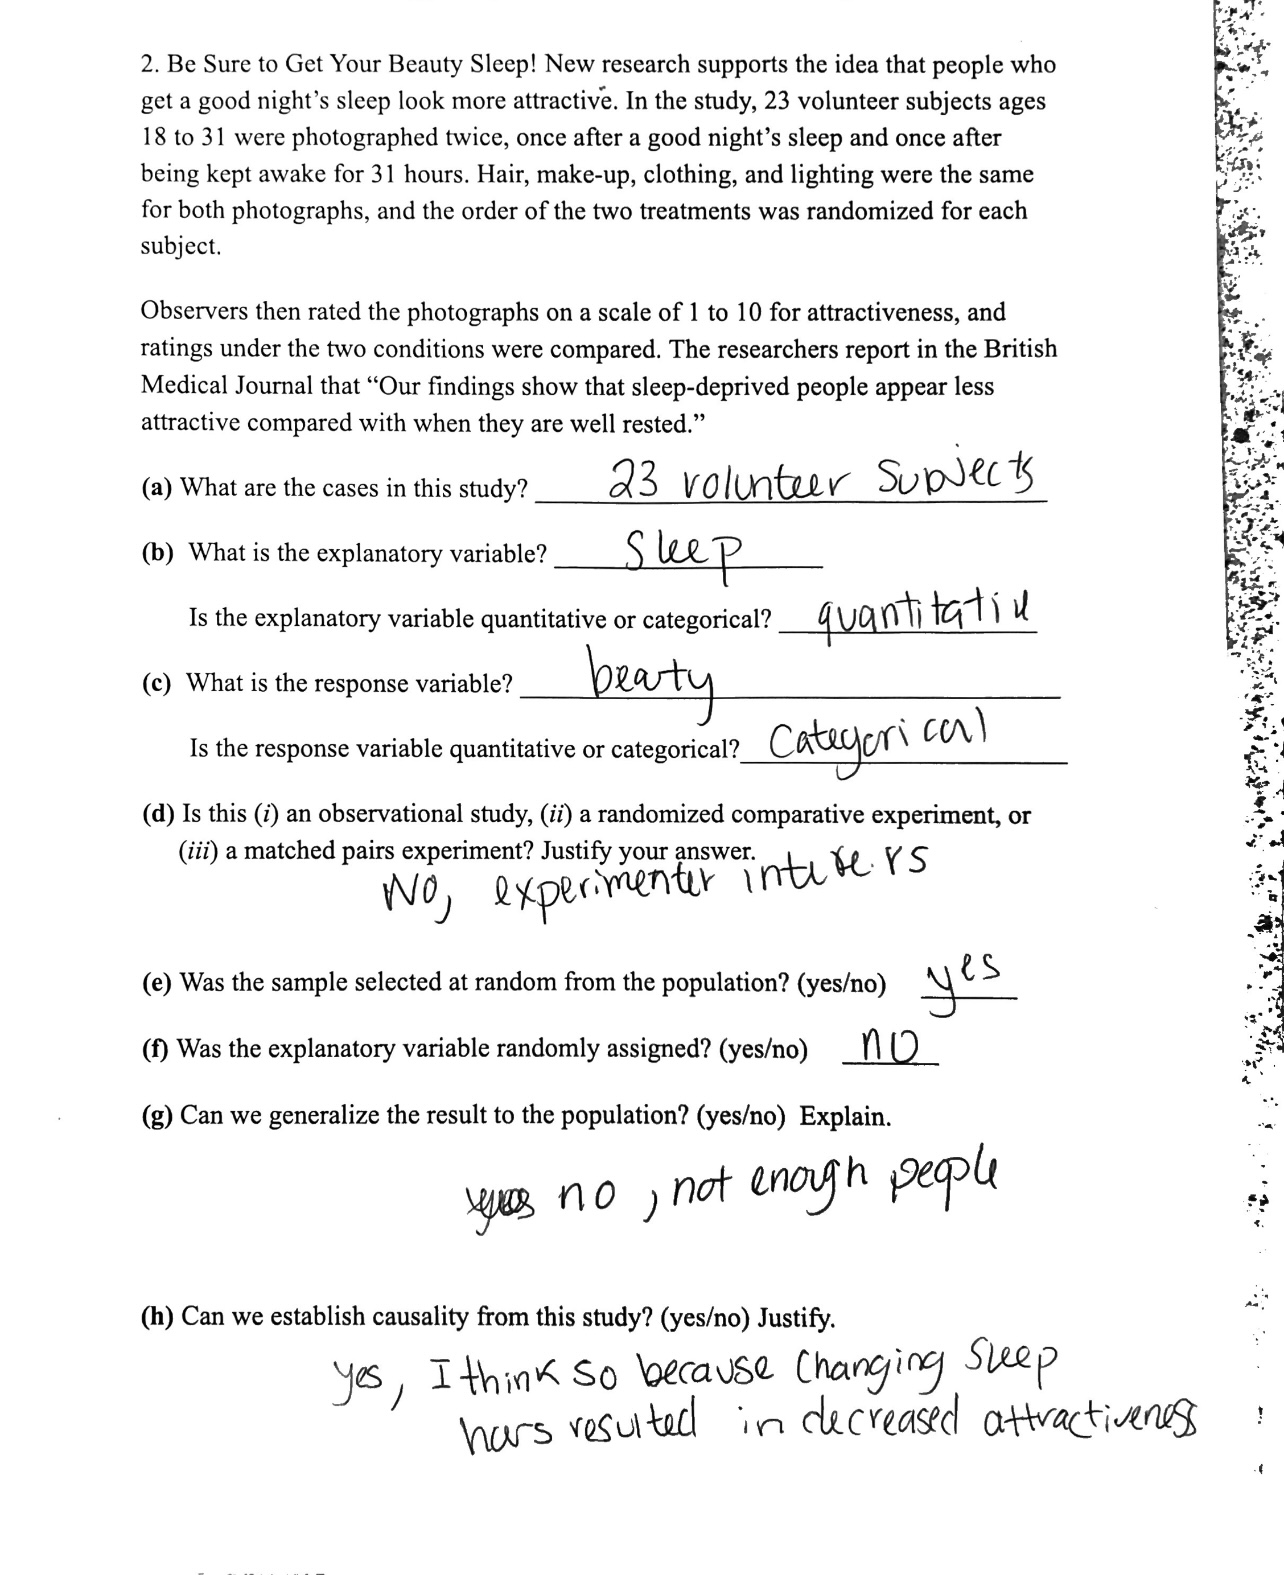 2. Be Sure to Get Your Beauty Sleep! New research supports the idea that people who
get a good night's sleep look more attractive. In the study, 23 volunteer subjects ages
18 to 31 were photographed twice, once after a good night's sleep and once after
being kept awake for 31 hours. Hair, make-up, clothing, and lighting were the same
for both photographs, and the order of the two treatments was randomized for each
subject.
Observers then rated the photographs on a scale of 1 to 10 for attractiveness, and
ratings under the two conditions were compared. The researchers report in the British
Medical Journal that “Our findings show that sleep-deprived people appear less
attractive compared with when they are well rested.”
(a) What are the cases in this study? 23 volunteer subjects
(b) What is the explanatory variable? Sleep
Is the explanatory variable quantitative or categorical? quantitative
(c) What is the response variable? beauty
Is the response variable quantitative or categorical? Categorical
(d) Is this (i) an observational study, (ii) a randomized comparative experiment, or
(iii) a matched pairs experiment? Justify your answer.
No, experimenter
(e) Was the sample selected at random from the population? (yes/no) yes
(f) Was the explanatory variable randomly assigned? (yes/no) no
(g) Can we generalize the result to the population? (yes/no) Explain.
no, not enough people
(h) Can we establish causality from this study? (yes/no) Justify.
yes, I think so because changing sleep
hours resulted in decreased attractiveness